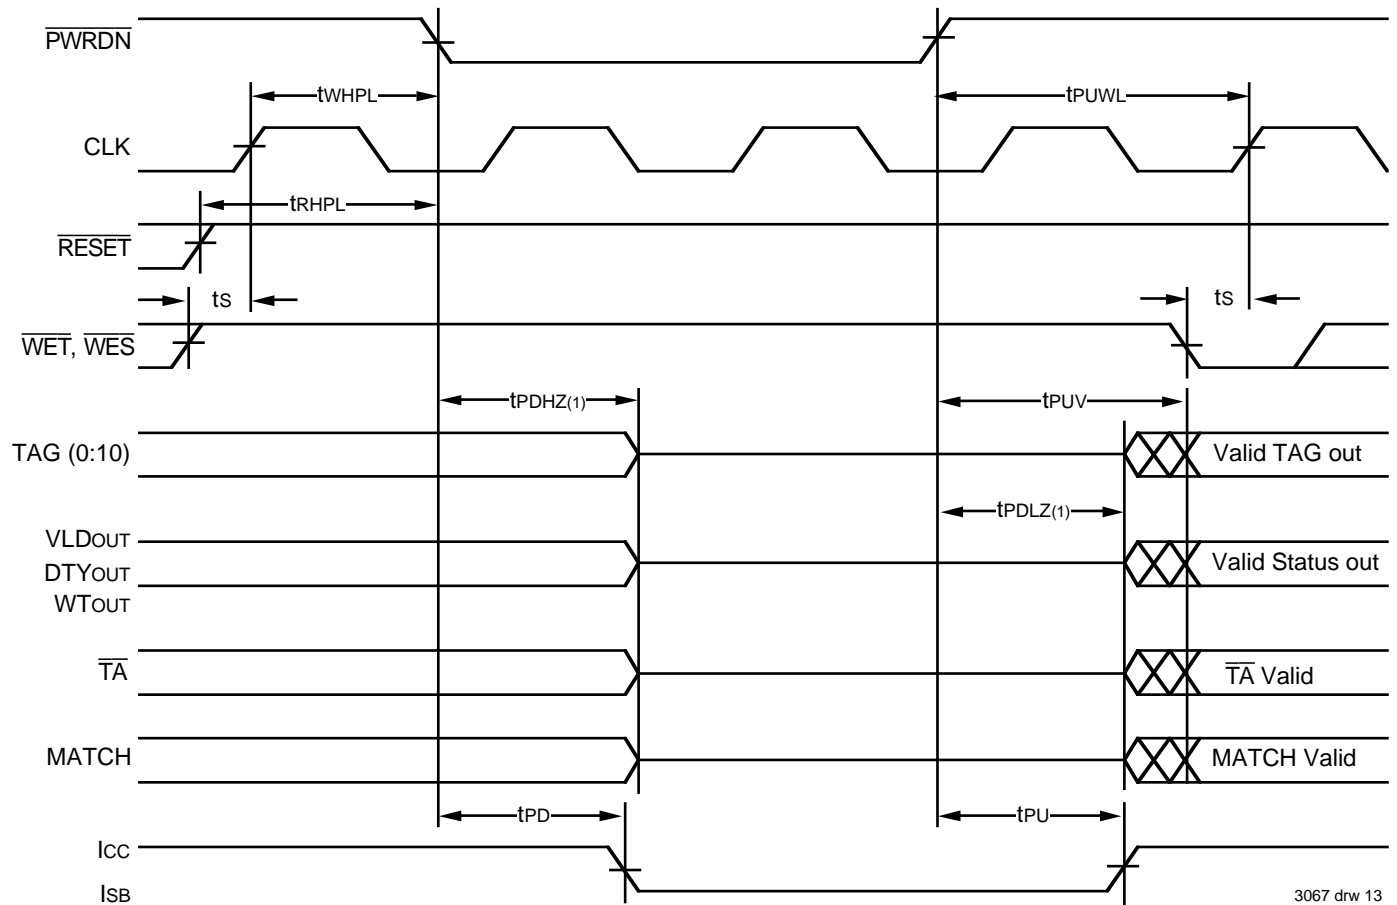 PWRDN
tWHPL
tPUWL
CLK
tRHPL
RESET
tS
tS
WET, WES
tPDHZ(1)
tPUV
TAG (0:10)
Valid TAG out
tPDLZ(1)
VLDOUT
DTYOUT
WTOUT
Valid Status out
TA
TA Valid
MATCH
MATCH Valid
tPD
tPU
ICC
ISB
3067 drw 13